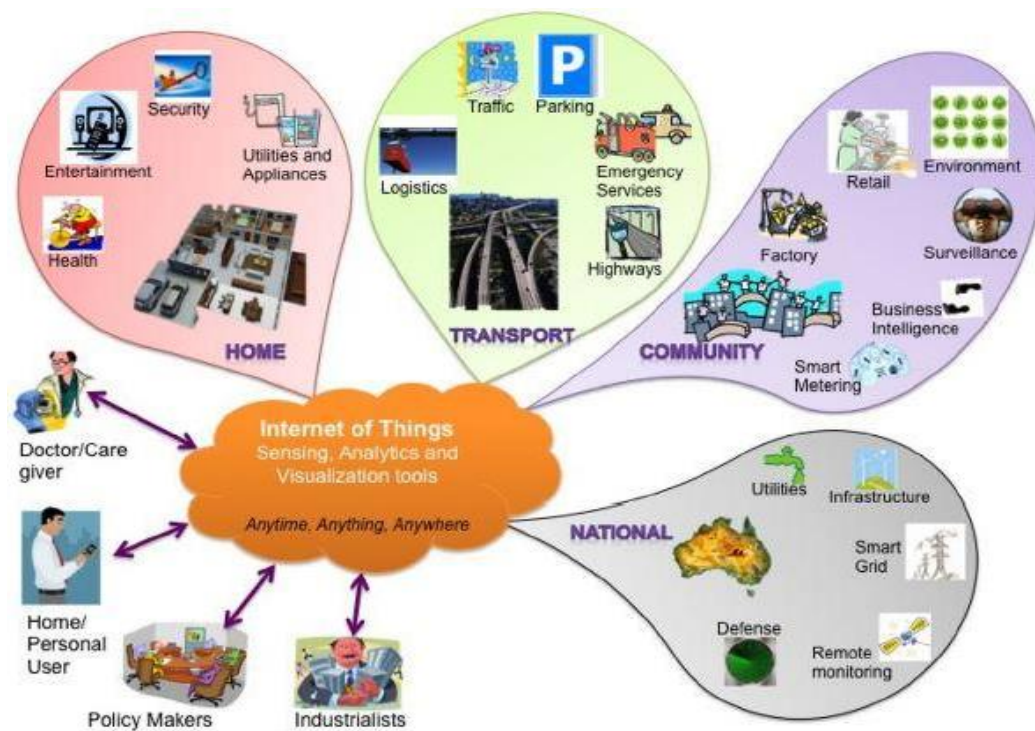 Security
Entertainment
Utilities and
Appliances
Health
HOME
Traffic
P
Parking
Logistics
Emergency
Services
Highways
TRANSPORT
Retail
Environment
Factory
Surveillance
Business
Intelligence
COMMUNITY
Smart
Metering
Internet of Things
Sensing, Analytics and
Visualization tools
Anytime, Anything, Anywhere
Doctor/Care
giver
Home/
Personal
User
Policy Makers
Industrialists
NATIONAL
Utilities
Infrastructure
Smart
Grid
Defense
Remote
monitoring